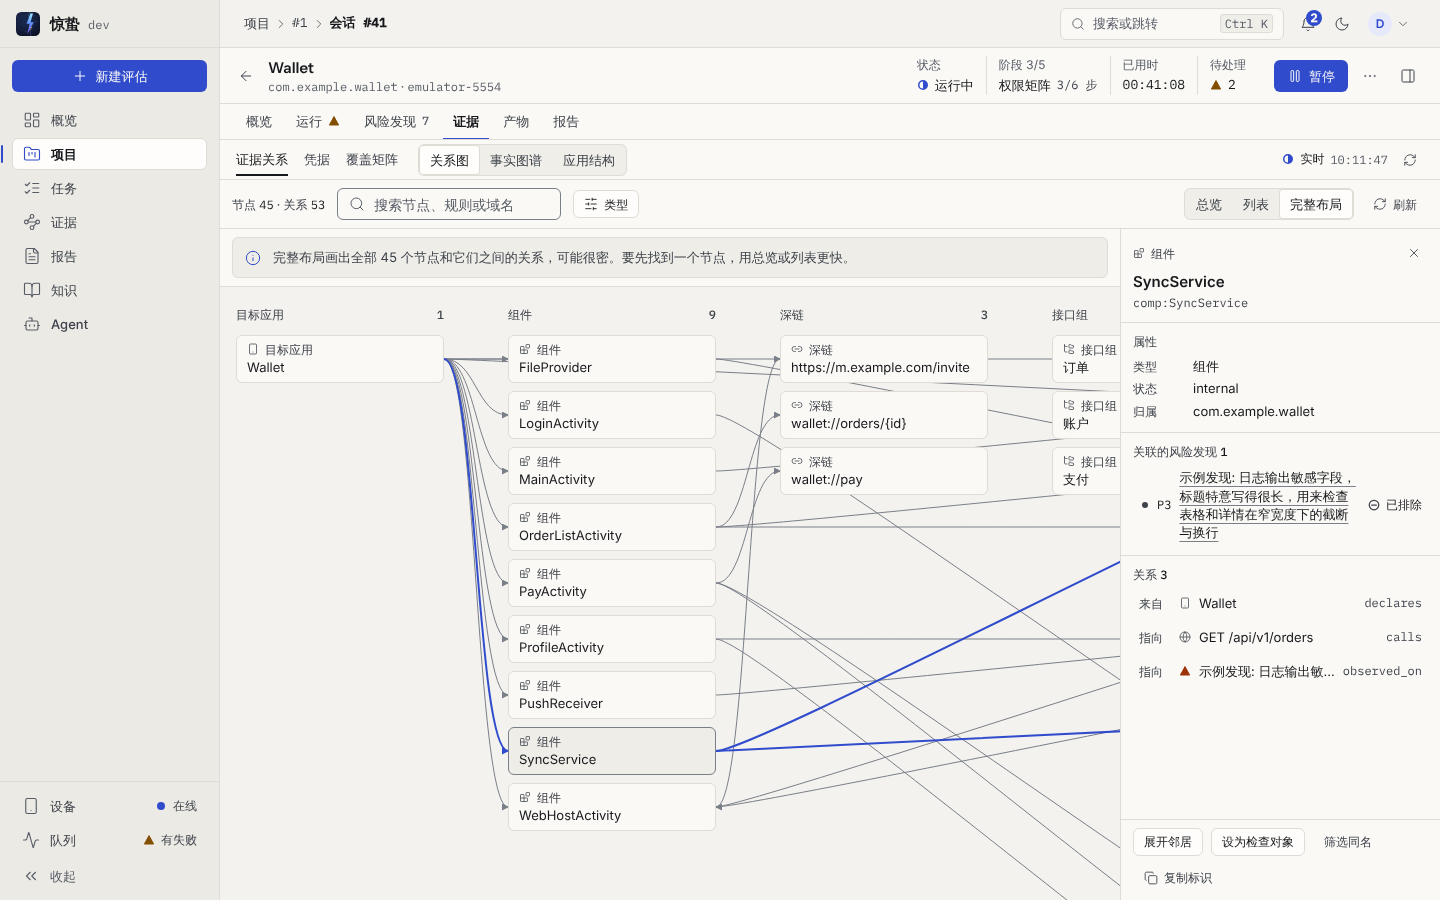 惊蛰 dev
项目 > #1 > 会话 #41
搜索或跳转 Ctrl K
2
D
新建评估
概览
项目
任务
证据
报告
知识
Agent
设备 在线
队列 有失败
收起
Wallet
com.example.wallet · emulator-5554
状态
运行中
阶段 3/5
权限矩阵 3/6 步
已用时
00:41:08
待处理
2
暂停
概览 运行 风险发现 7 证据 产物 报告
证据关系 凭据 覆盖矩阵 关系图 事实图谱 应用结构
实时 10:11:47
节点 45 · 关系 53
搜索节点、规则或域名
类型
总览 列表 完整布局
刷新
完整布局画出全部 45 个节点和它们之间的关系，可能很密。要先找到一个节点，用总览或列表更快。
目标应用 1
目标应用
Wallet
组件 9
组件
FileProvider
组件
LoginActivity
组件
MainActivity
组件
OrderListActivity
组件
PayActivity
组件
ProfileActivity
组件
PushReceiver
组件
SyncService
组件
WebHostActivity
深链 3
深链
https://m.example.com/invite
深链
wallet://orders/{id}
深链
wallet://pay
接口组
接口组
订单
接口组
账户
接口组
支付
组件
SyncService
comp:SyncService
属性
类型 组件
状态 internal
归属 com.example.wallet
关联的风险发现 1
P3
示例发现: 日志输出敏感字段，
标题特意写得很长，用来检查
表格和详情在窄宽度下的截断
与换行
已排除
关系 3
来自 Wallet declares
指向 GET /api/v1/orders calls
指向 示例发现: 日志输出敏... observed_on
展开邻居
设为检查对象
筛选同名
复制标识